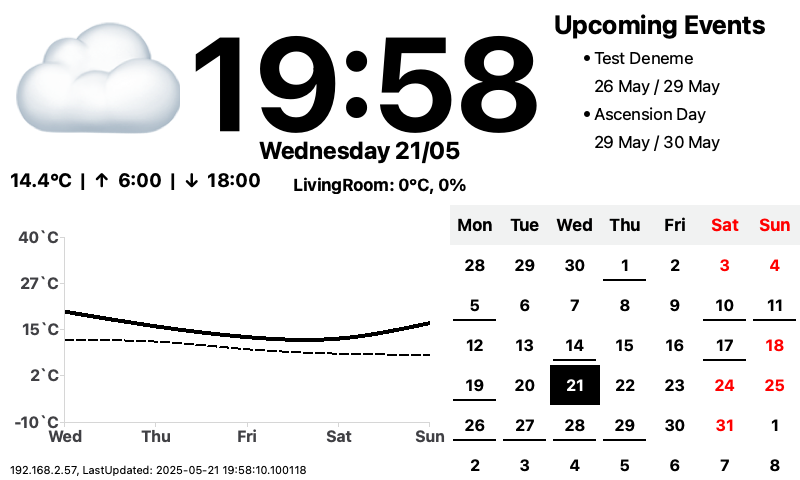 19:58
Wednesday 21/05
14.4°C | ↑ 6:00 | ↓ 18:00
LivingRoom: 0°C, 0%
Upcoming Events
• Test Deneme
26 May / 29 May
• Ascension Day
29 May / 30 May
40`C
27`C
15`C
2`C
-10`C
Wed Thu Fri Sat Sun
192.168.2.57, LastUpdated: 2025-05-21 19:58:10.100118
Mon Tue Wed Thu Fri Sat Sun
28 29 30 1 2 3 4
5 6 7 8 9 10 11
12 13 14 15 16 17 18
19 20 21 22 23 24 25
26 27 28 29 30 31 1
2 3 4 5 6 7 8